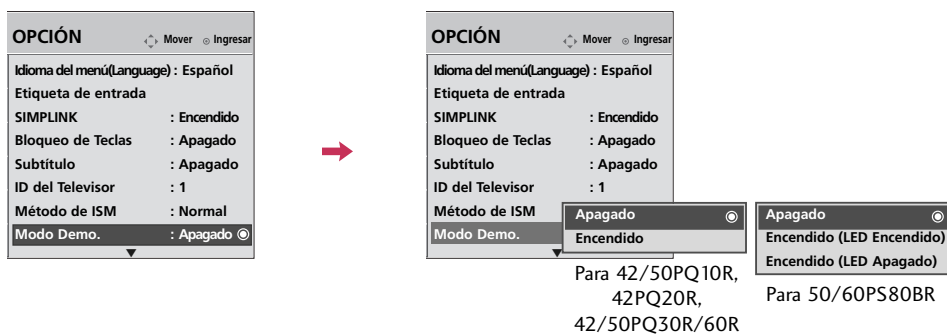 OPCIÓN Mover Ingresar
Idioma del menú(Language) : Español
Etiqueta de entrada
SIMPLINK : Encendido
Bloqueo de Teclas : Apagado
Subtítulo : Apagado
ID del Televisor : 1
Método de ISM : Normal
Modo Demo. : Apagado
OPCIÓN Mover Ingresar
Idioma del menú(Language) : Español
Etiqueta de entrada
SIMPLINK : Encendido
Bloqueo de Teclas : Apagado
Subtítulo : Apagado
ID del Televisor : 1
Método de ISM
Modo Demo.
Apagado
Encendido
Para 42/50PQ10R,
42PQ20R,
42/50PQ30R/60R
Apagado
Encendido (LED Encendido)
Encendido (LED Apagado)
Para 50/60PS80BR